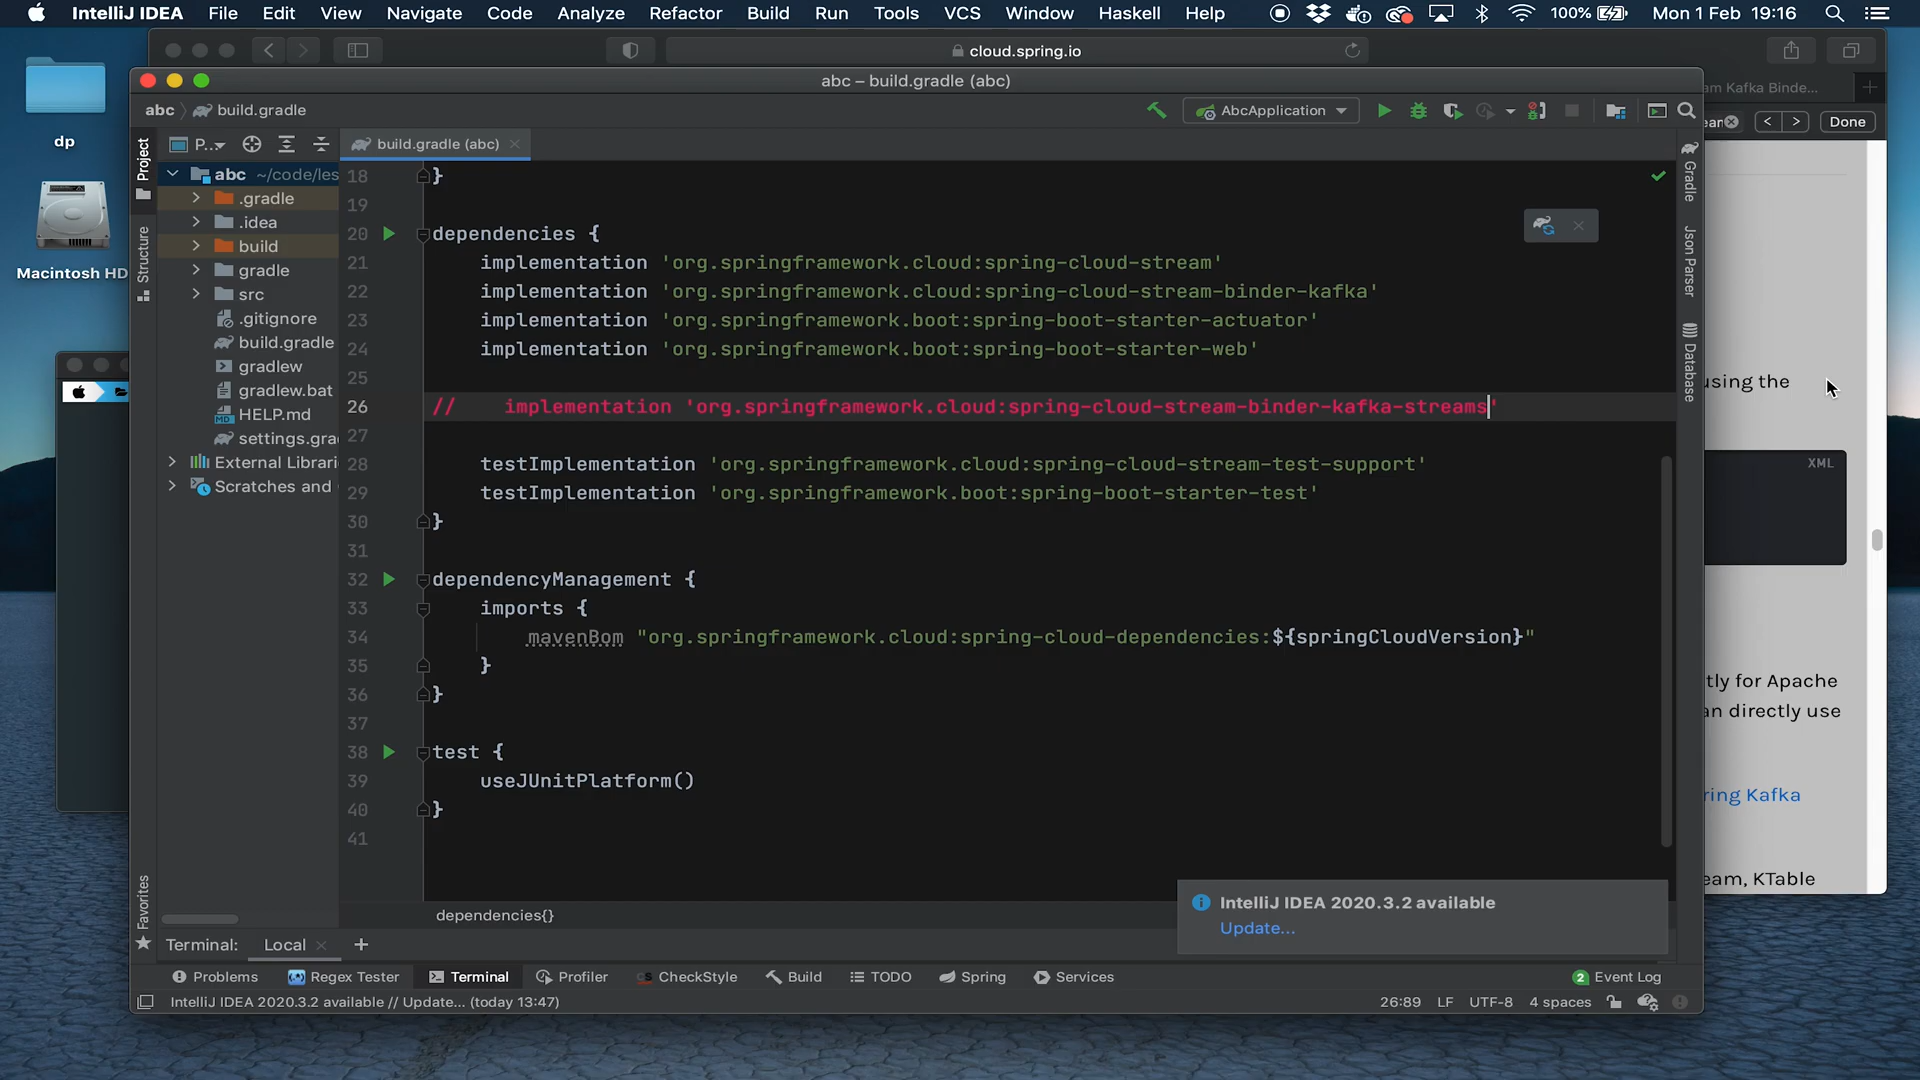 IntelliJ IDEA File Edit View Navigate Code Analyze Refactor Build Run Tools VCS Window Haskell Help 100% Mon 1 Feb 19:16
cloud.spring.io
dp
Macintosh HD
abc – build.gradle (abc)
am Kafka Binde...
abc build.gradle
AbcApplication
Done
P...
build.gradle (abc)
Project
Structure
Favorites
abc ~/code/les
.gradle
.idea
build
gradle
src
.gitignore
build.gradle
gradlew
gradlew.bat
HELP.md
settings.gra
External Librari
Scratches and
18 }
19
20 dependencies {
21 implementation 'org.springframework.cloud:spring-cloud-stream'
22 implementation 'org.springframework.cloud:spring-cloud-stream-binder-kafka'
23 implementation 'org.springframework.boot:spring-boot-starter-actuator'
24 implementation 'org.springframework.boot:spring-boot-starter-web'
25
26 // implementation 'org.springframework.cloud:spring-cloud-stream-binder-kafka-streams'
27
28 testImplementation 'org.springframework.cloud:spring-cloud-stream-test-support'
29 testImplementation 'org.springframework.boot:spring-boot-starter-test'
30 }
31
32 dependencyManagement {
33 imports {
34 mavenBom "org.springframework.cloud:spring-cloud-dependencies:${springCloudVersion}"
35 }
36 }
37
38 test {
39 useJUnitPlatform()
40 }
41
dependencies{}
Gradle
Json Parser
Database
using the
XML
tly for Apache
an directly use
ring Kafka
eam, KTable
IntelliJ IDEA 2020.3.2 available
Update...
Terminal: Local
Problems Regex Tester Terminal Profiler CheckStyle Build TODO Spring Services 2 Event Log
IntelliJ IDEA 2020.3.2 available // Update... (today 13:47) 26:89 LF UTF-8 4 spaces